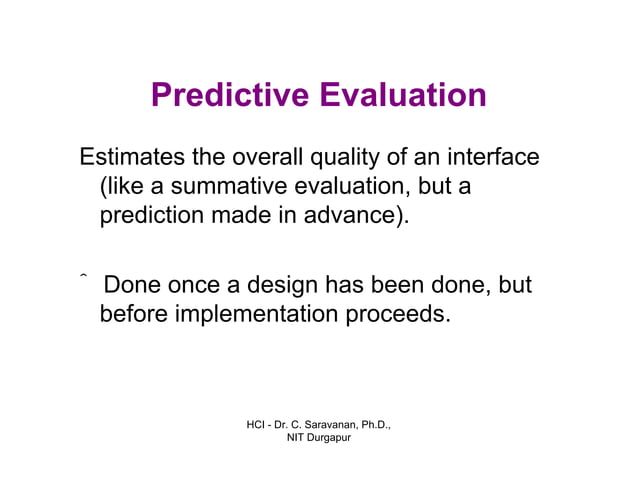 Predictive Evaluation
Estimates the overall quality of an interface
(like a summative evaluation, but a
prediction made in advance).
ˆ Done once a design has been done, but
before implementation proceeds.
HCI - Dr. C. Saravanan, Ph.D.,
NIT Durgapur